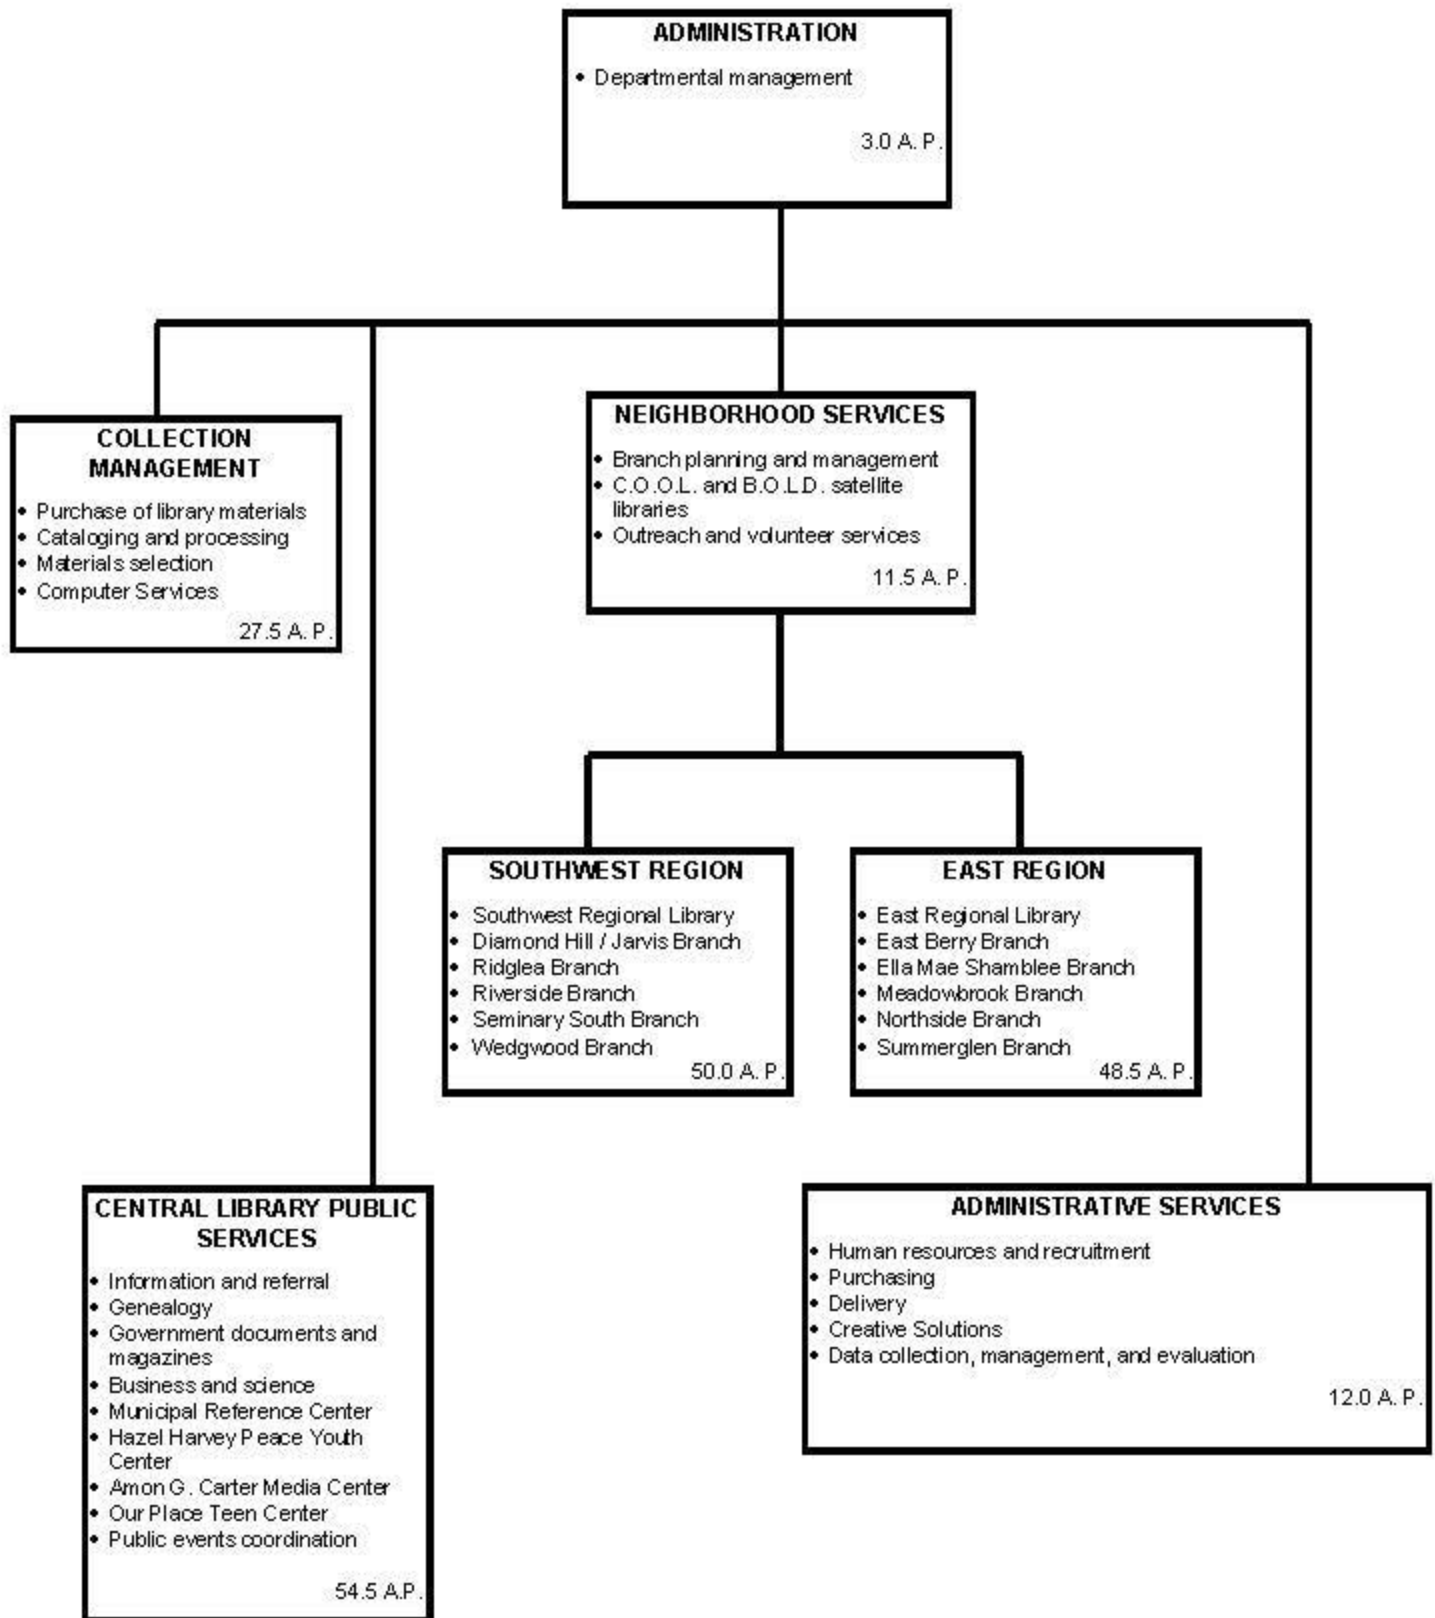 ADMINISTRATION
• Departmental management
3.0 A. P.
COLLECTION
MANAGEMENT
• Purchase of library materials
• Cataloging and processing
• Materials selection
• Computer Services
27.5 A. P.
NEIGHBORHOOD SERVICES
• Branch planning and management
• C.O.O.L. and B.O.L.D. satellite
libraries
• Outreach and volunteer services
11.5 A. P.
SOUTHWEST REGION
• Southwest Regional Library
• Diamond Hill / Jarvis Branch
• Ridglea Branch
• Riverside Branch
• Seminary South Branch
• Wedgwood Branch
50.0 A. P.
EAST REGION
• East Regional Library
• East Berry Branch
• Ella Mae Shamblee Branch
• Meadowbrook Branch
• Northside Branch
• Summerglen Branch
48.5 A. P.
CENTRAL LIBRARY PUBLIC
SERVICES
• Information and referral
• Genealogy
• Government documents and
magazines
• Business and science
• Municipal Reference Center
• Hazel Harvey Peace Youth
Center
• Amon G. Carter Media Center
• Our Place Teen Center
• Public events coordination
54.5 A.P.
ADMINISTRATIVE SERVICES
• Human resources and recruitment
• Purchasing
• Delivery
• Creative Solutions
• Data collection, management, and evaluation
12.0 A. P.